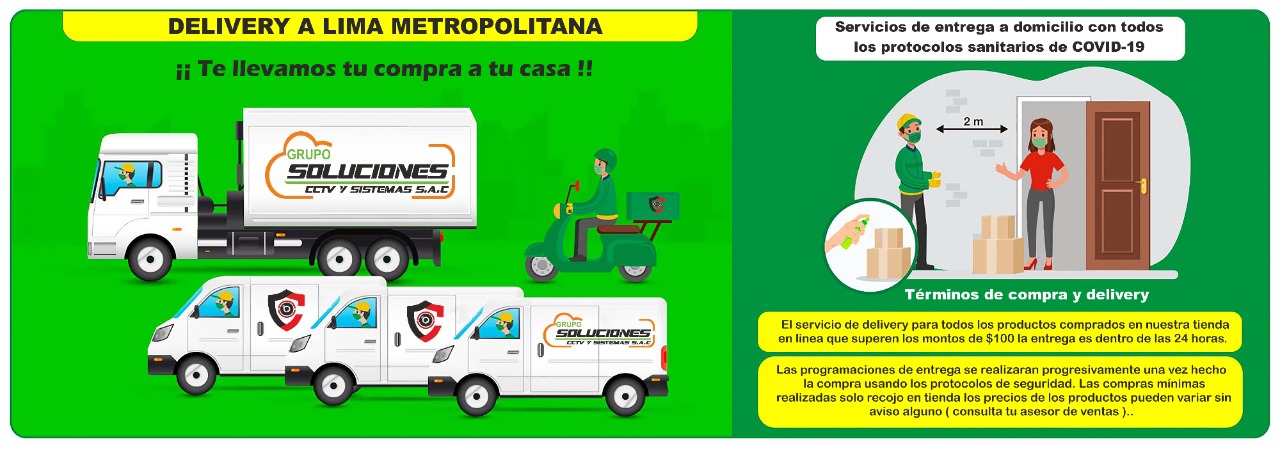 DELIVERY A LIMA METROPOLITANA
¡¡ Te llevamos tu compra a tu casa !!
GRUPO
SOLUCIONES
CCTV Y SISTEMAS S.A.C
GRUPO
SOLUCIONES
CCTV Y SISTEMAS S.A.C
Servicios de entrega a domicilio con todos
los protocolos sanitarios de COVID-19
2 m
Términos de compra y delivery
El servicio de delivery para todos los productos comprados en nuestra tienda
en linea que superen los montos de $100 la entrega es dentro de las 24 horas.
Las programaciones de entrega se realizaran progresivamente una vez hecho
la compra usando los protocolos de seguridad. Las compras mínimas
realizadas solo recojo en tienda los precios de los productos pueden variar sin
aviso alguno ( consulta tu asesor de ventas )..